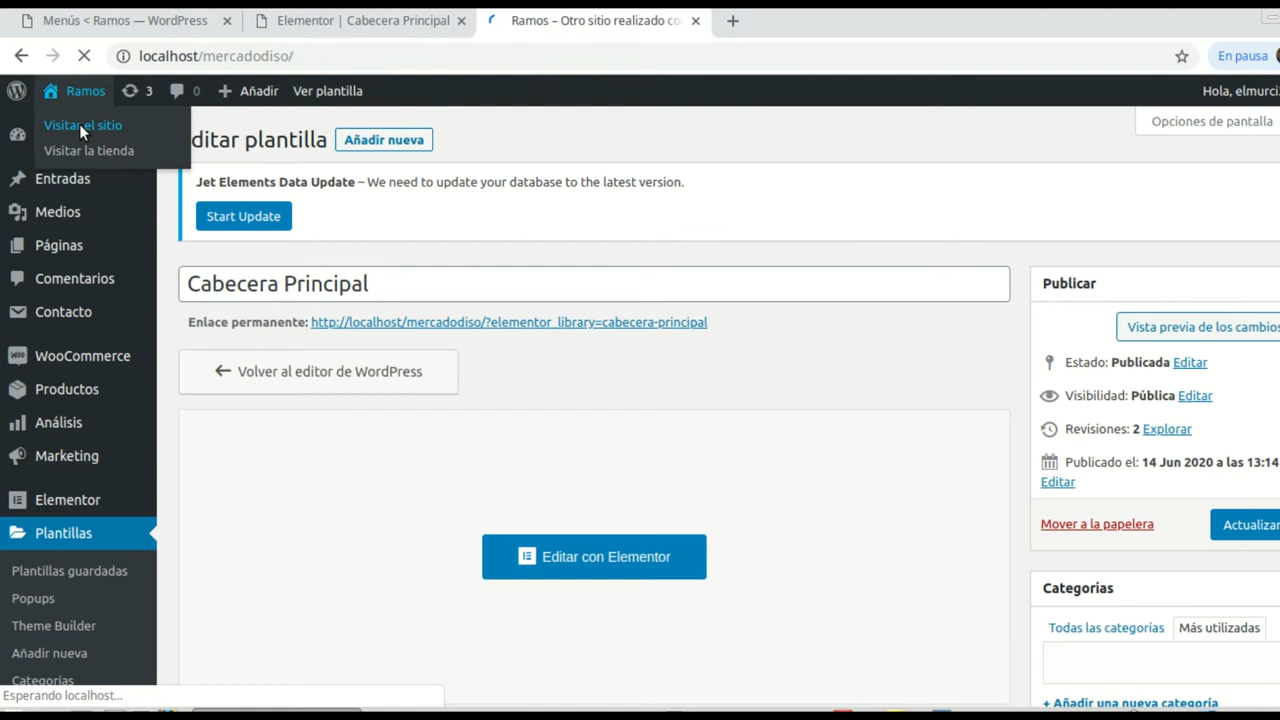 Menús < Ramos — WordPress
Elementor | Cabecera Principal
Ramos – Otro sitio realizado co
localhost/mercadodiso/
En pausa
Ramos
3
0
Añadir
Ver plantilla
Hola, elmurci
Visitar el sitio
Visitar la tienda
ditar plantilla
Añadir nueva
Opciones de pantalla
Jet Elements Data Update – We need to update your database to the latest version.
Start Update
Entradas
Medios
Páginas
Comentarios
Contacto
WooCommerce
Productos
Análisis
Marketing
Elementor
Plantillas
Plantillas guardadas
Popups
Theme Builder
Añadir nueva
Categorías
Esperando localhost...
Cabecera Principal
Enlace permanente: http://localhost/mercadodiso/?elementor_library=cabecera-principal
Volver al editor de WordPress
Editar con Elementor
Publicar
Vista previa de los cambios
Estado: Publicada Editar
Visibilidad: Pública Editar
Revisiones: 2 Explorar
Publicado el: 14 Jun 2020 a las 13:14
Editar
Mover a la papelera
Actualizar
Categorías
Todas las categorías
Más utilizadas
+ Añadir una nueva categoría